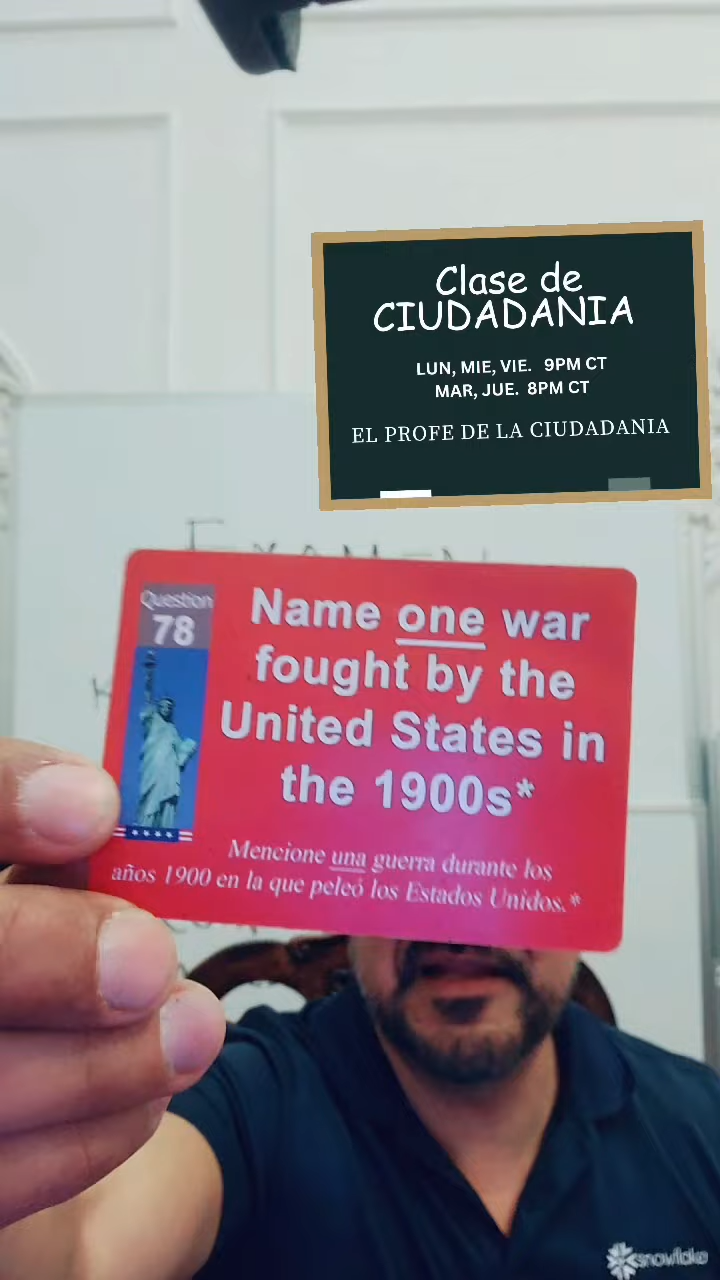 Clase de
CIUDADANIA
LUN, MIE, VIE. 9PM CT
MAR, JUE. 8PM CT
EL PROFE DE LA CIUDADANIA
EXAMEN
Question
78
Name one war
fought by the
United States in
the 1900s*
Mencione una guerra durante los
años 1900 en la que peleó los Estados Unidos.*
snowflake